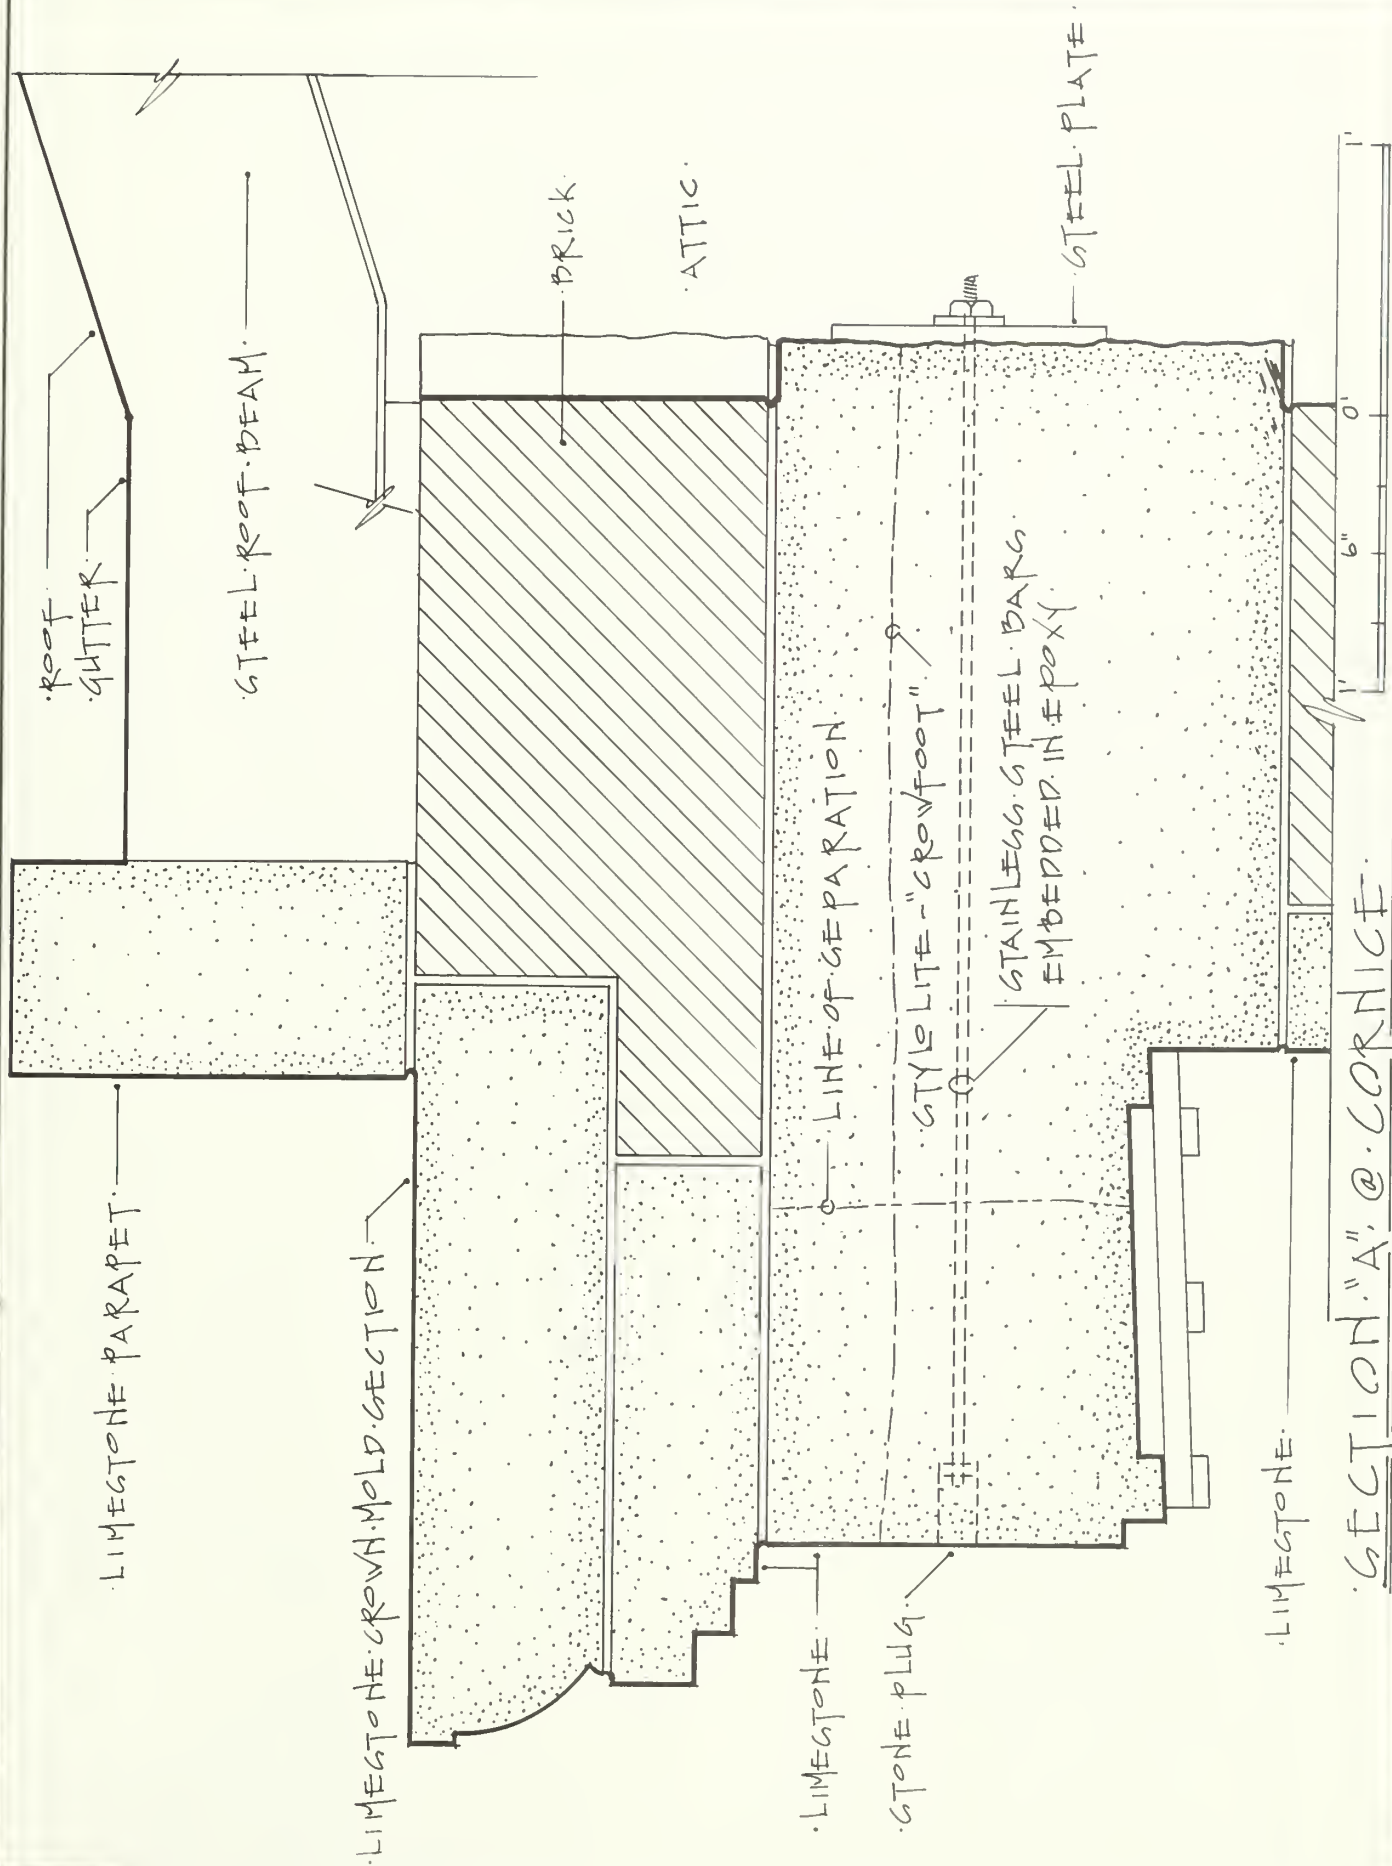 ·ROOF·
·GUTTER·
·STEEL·ROOF·BEAM·
·LIMESTONE·PARAPET·
·LIMESTONE·CROWN·MOLD·SECTION·
·BRICK·
·ATTIC·
·LINE·OF·SEPARATION·
·STYLOLITE-"CROWFOOT"·
·STAINLESS·STEEL·BARS
EMBEDDED·IN·EPOXY·
·STEEL·PLATE·
·LIMESTONE·
·STONE·PLUG·
·LIMESTONE·
·SECTION·"A"·@·CORNICE·
1' 6" 0' 1'